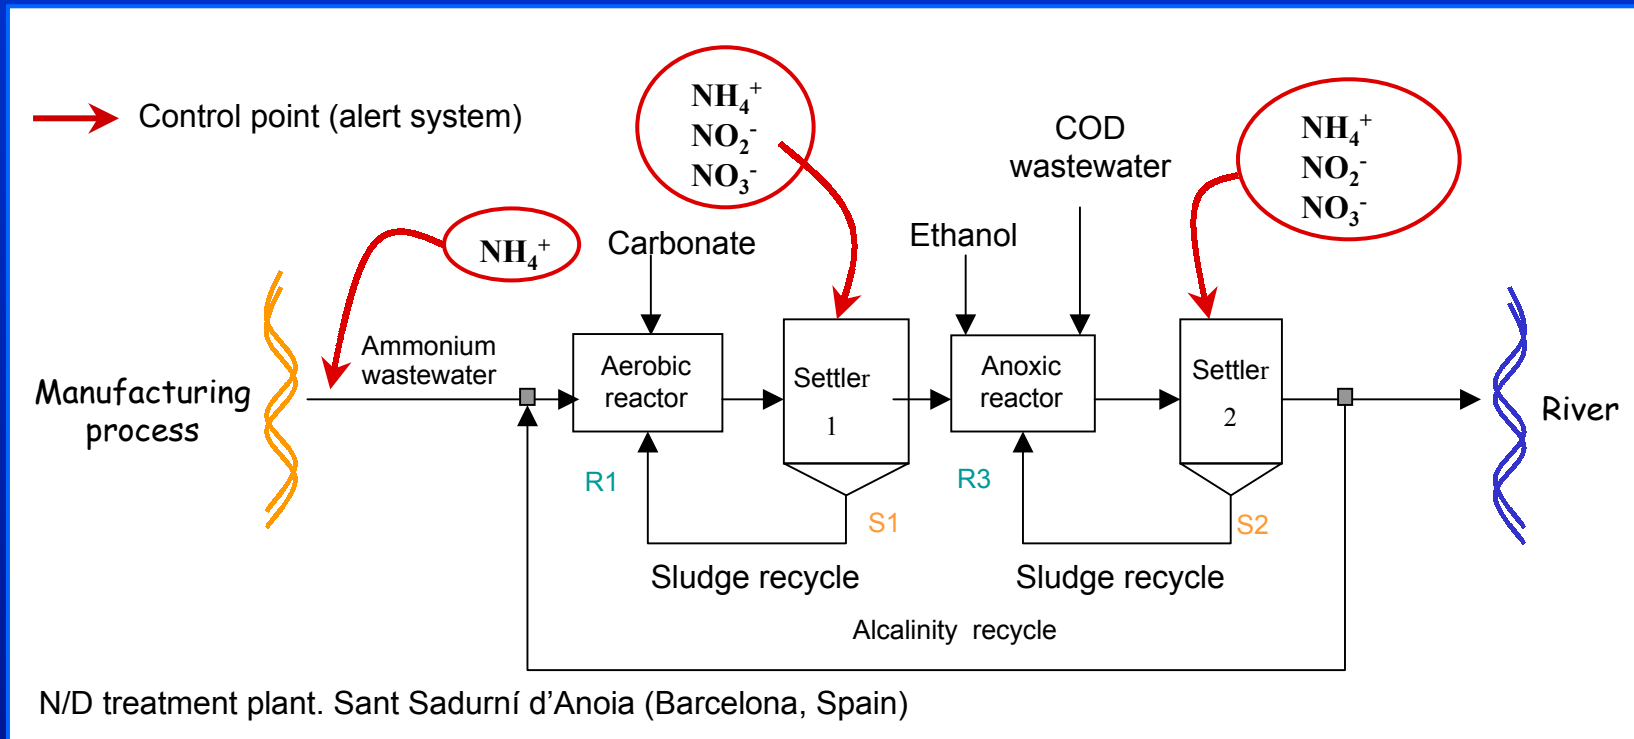 Control point (alert system)
NH₄⁺
NO₂⁻
NO₃⁻
COD
wastewater
NH₄⁺
NO₂⁻
NO₃⁻
NH₄⁺
Carbonate
Ethanol
Manufacturing
process
Ammonium
wastewater
Aerobic
reactor
Settler
1
Anoxic
reactor
Settler
2
River
R1
S1
R3
S2
Sludge recycle
Sludge recycle
Alcalinity recycle
N/D treatment plant. Sant Sadurní d’Anoia (Barcelona, Spain)